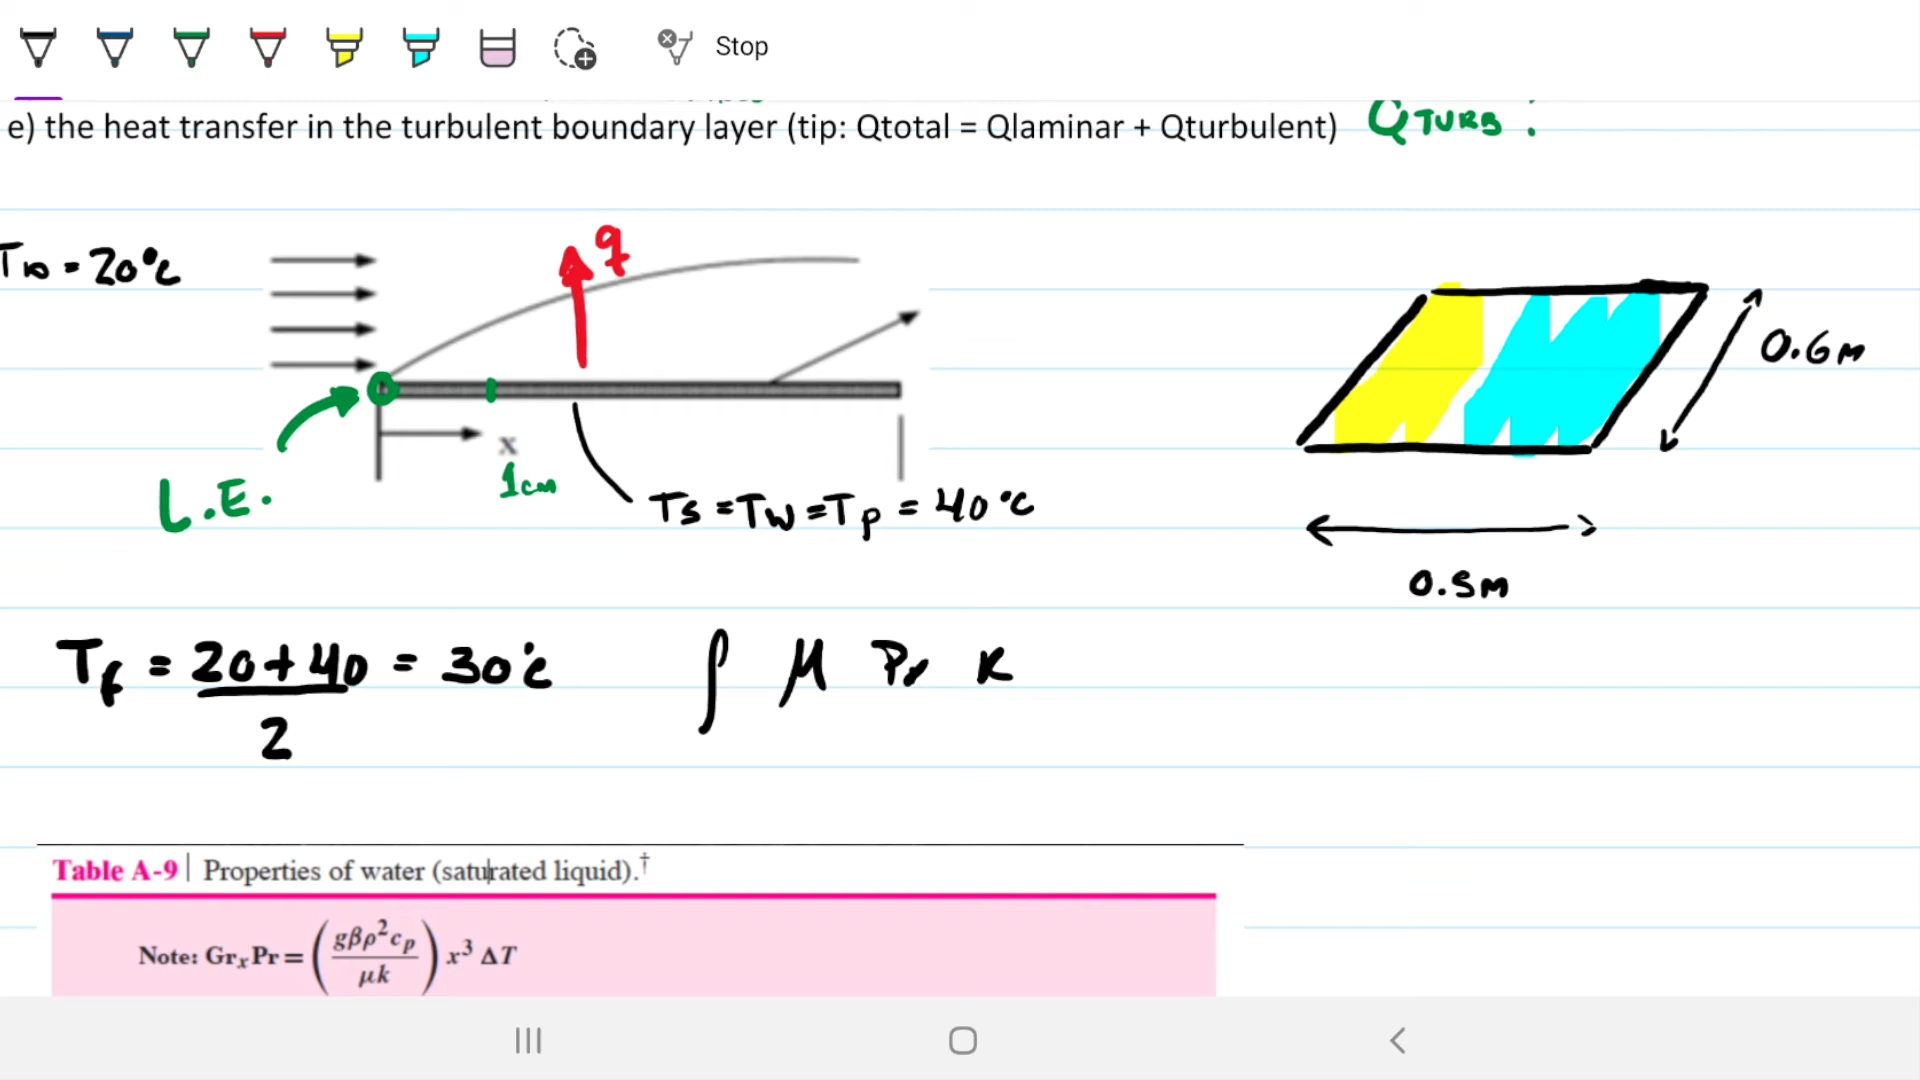 Stop
e) the heat transfer in the turbulent boundary layer (tip: Qtotal = Qlaminar + Qturbulent) QTURB ?
T∞ = 20°C
q
0.6m
x
1cm
L.E.
Ts = Tw = Tp = 40°C
0.5m
Tf = 20+40 = 30°C
2
ρ μ Pr K
Table A-9 | Properties of water (saturated liquid).†
Note: Grₓ Pr = (gβρ²cₚ / μk) x³ ΔT